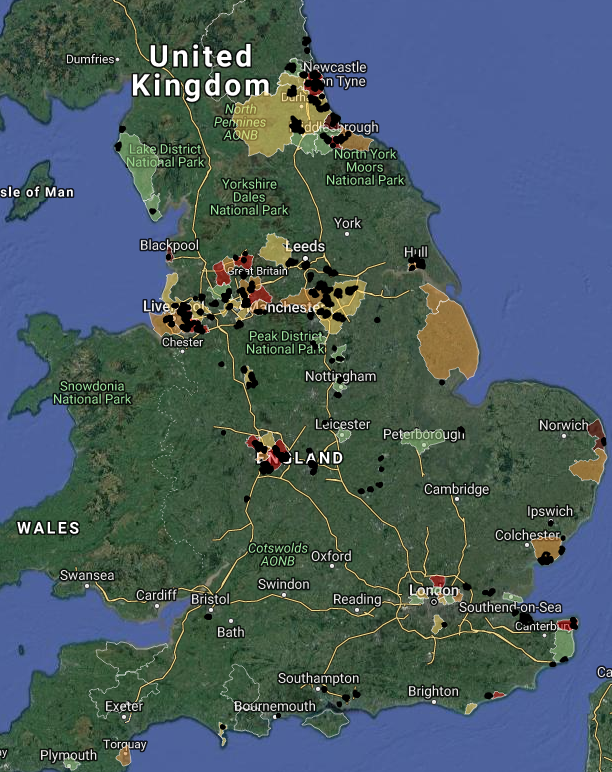 Dumfries
United
Kingdom
Newcastle
on Tyne
North
Pennines
AONB
Lake District
National Park
North York
Moors
National Park
Isle of Man
Yorkshire
Dales
National Park
York
Blackpool
Leeds
Hull
Great Britain
Manchester
Chester
Peak District
National Park
Snowdonia
National Park
Nottingham
Leicester
Norwich
Peterborough
ENGLAND
Cambridge
WALES
Ipswich
Colchester
Cotswolds
AONB
Oxford
Swansea
Cardiff
Bristol
Swindon
Reading
London
Southend-on-Sea
Bath
Canterbury
Southampton
Brighton
Exeter
Bournemouth
Torquay
Plymouth